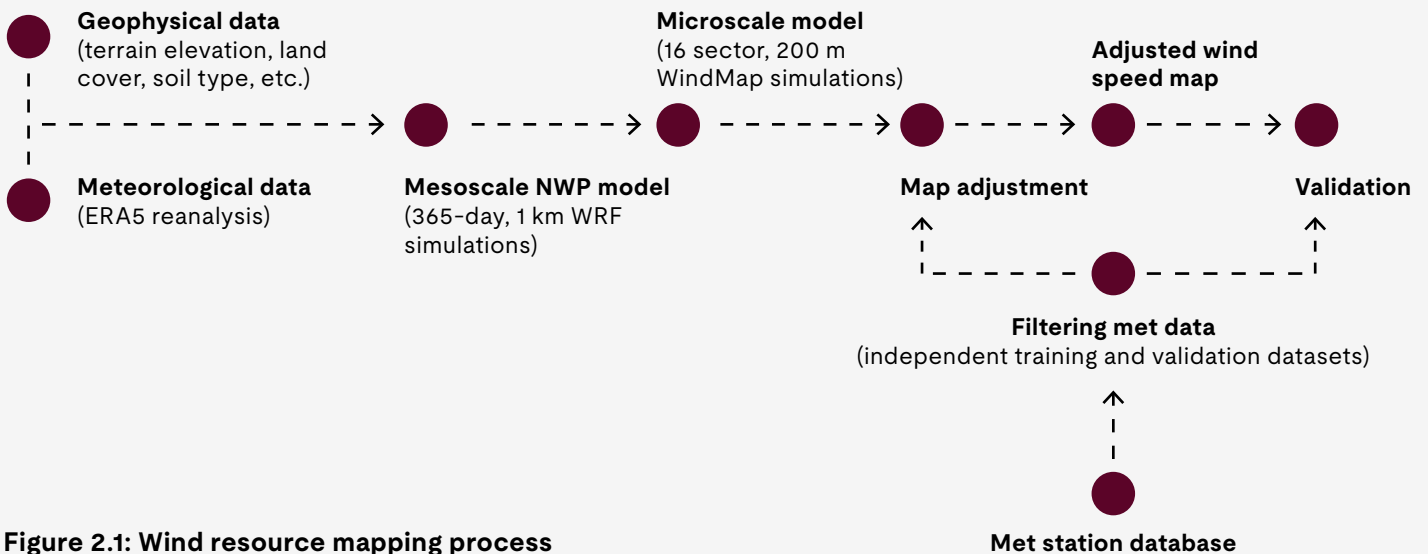 Geophysical data
(terrain elevation, land
cover, soil type, etc.)
Microscale model
(16 sector, 200 m
WindMap simulations)
Adjusted wind
speed map
Meteorological data
(ERA5 reanalysis)
Mesoscale NWP model
(365-day, 1 km WRF
simulations)
Map adjustment
Validation
Filtering met data
(independent training and validation datasets)
Met station database
Figure 2.1: Wind resource mapping process